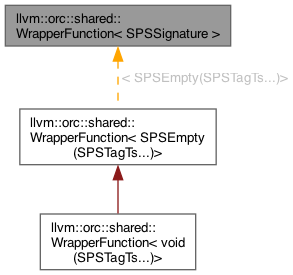 llvm::orc::shared::
WrapperFunction< SPSSignature >
< SPSEmpty(SPSTagTs...)>
llvm::orc::shared::
WrapperFunction< SPSEmpty
(SPSTagTs...)>
llvm::orc::shared::
WrapperFunction< void
(SPSTagTs...)>